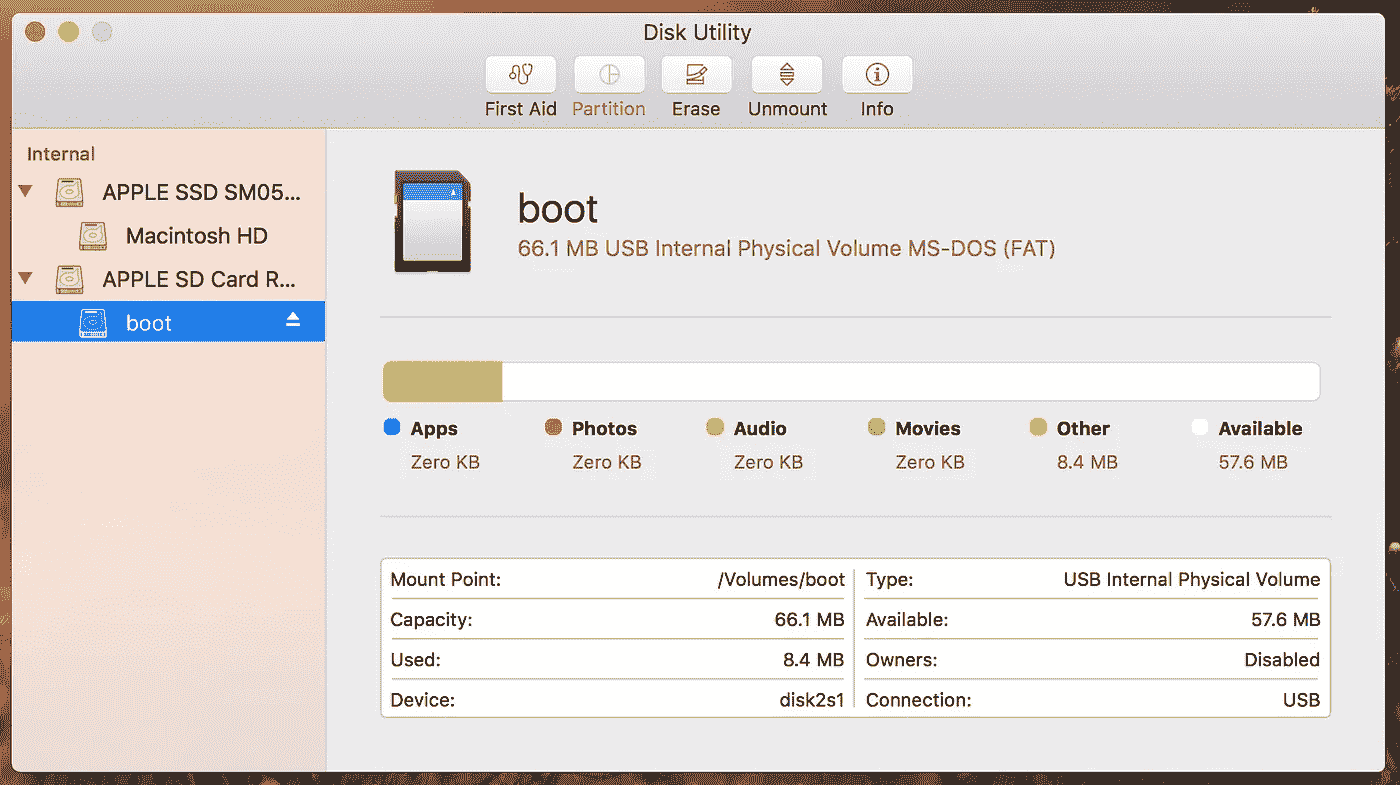 Disk Utility
First Aid Partition Erase Unmount Info
Internal
APPLE SSD SM05...
Macintosh HD
APPLE SD Card R...
boot
boot
66.1 MB USB Internal Physical Volume MS-DOS (FAT)
Apps Photos Audio Movies Other Available
Zero KB Zero KB Zero KB Zero KB 8.4 MB 57.6 MB
Mount Point: /Volumes/boot Type: USB Internal Physical Volume
Capacity: 66.1 MB Available: 57.6 MB
Used: 8.4 MB Owners: Disabled
Device: disk2s1 Connection: USB